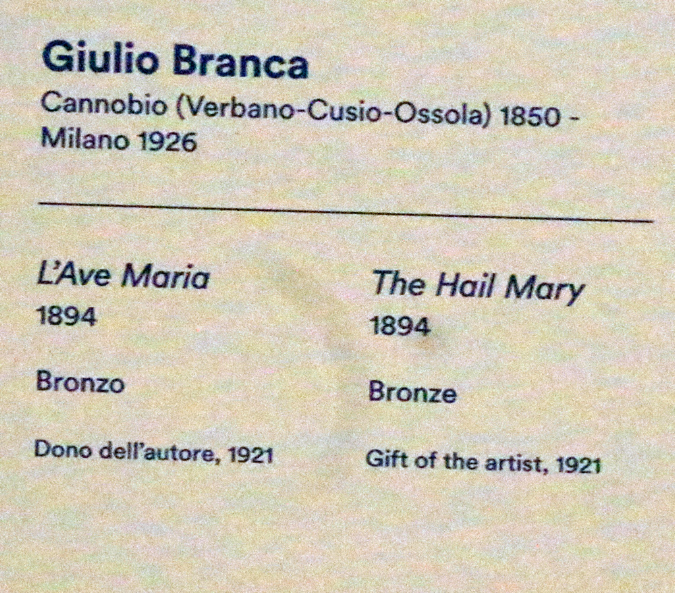 Giulio Branca
Cannobio (Verbano-Cusio-Ossola) 1850 -
Milano 1926
L'Ave Maria
1894
Bronzo
Dono dell'autore, 1921
The Hail Mary
1894
Bronze
Gift of the artist, 1921